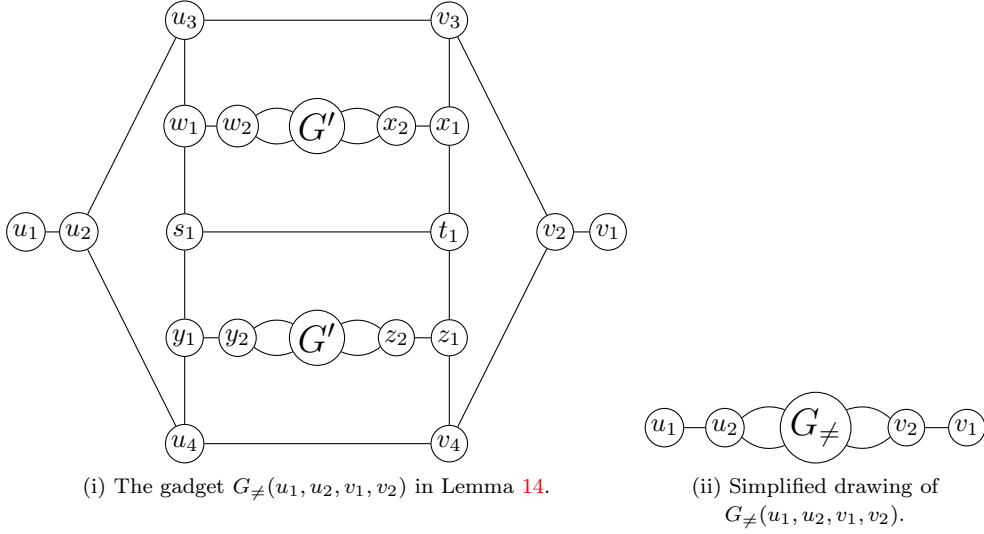 u₃ v₃
w₁ w₂ G′ x₂ x₁
u₁ u₂ s₁ t₁ v₂ v₁
y₁ y₂ G′ z₂ z₁
u₄ v₄
u₁ u₂ G≠ v₂ v₁
(i) The gadget G≠(u₁, u₂, v₁, v₂) in Lemma 14.
(ii) Simplified drawing of
G≠(u₁, u₂, v₁, v₂).